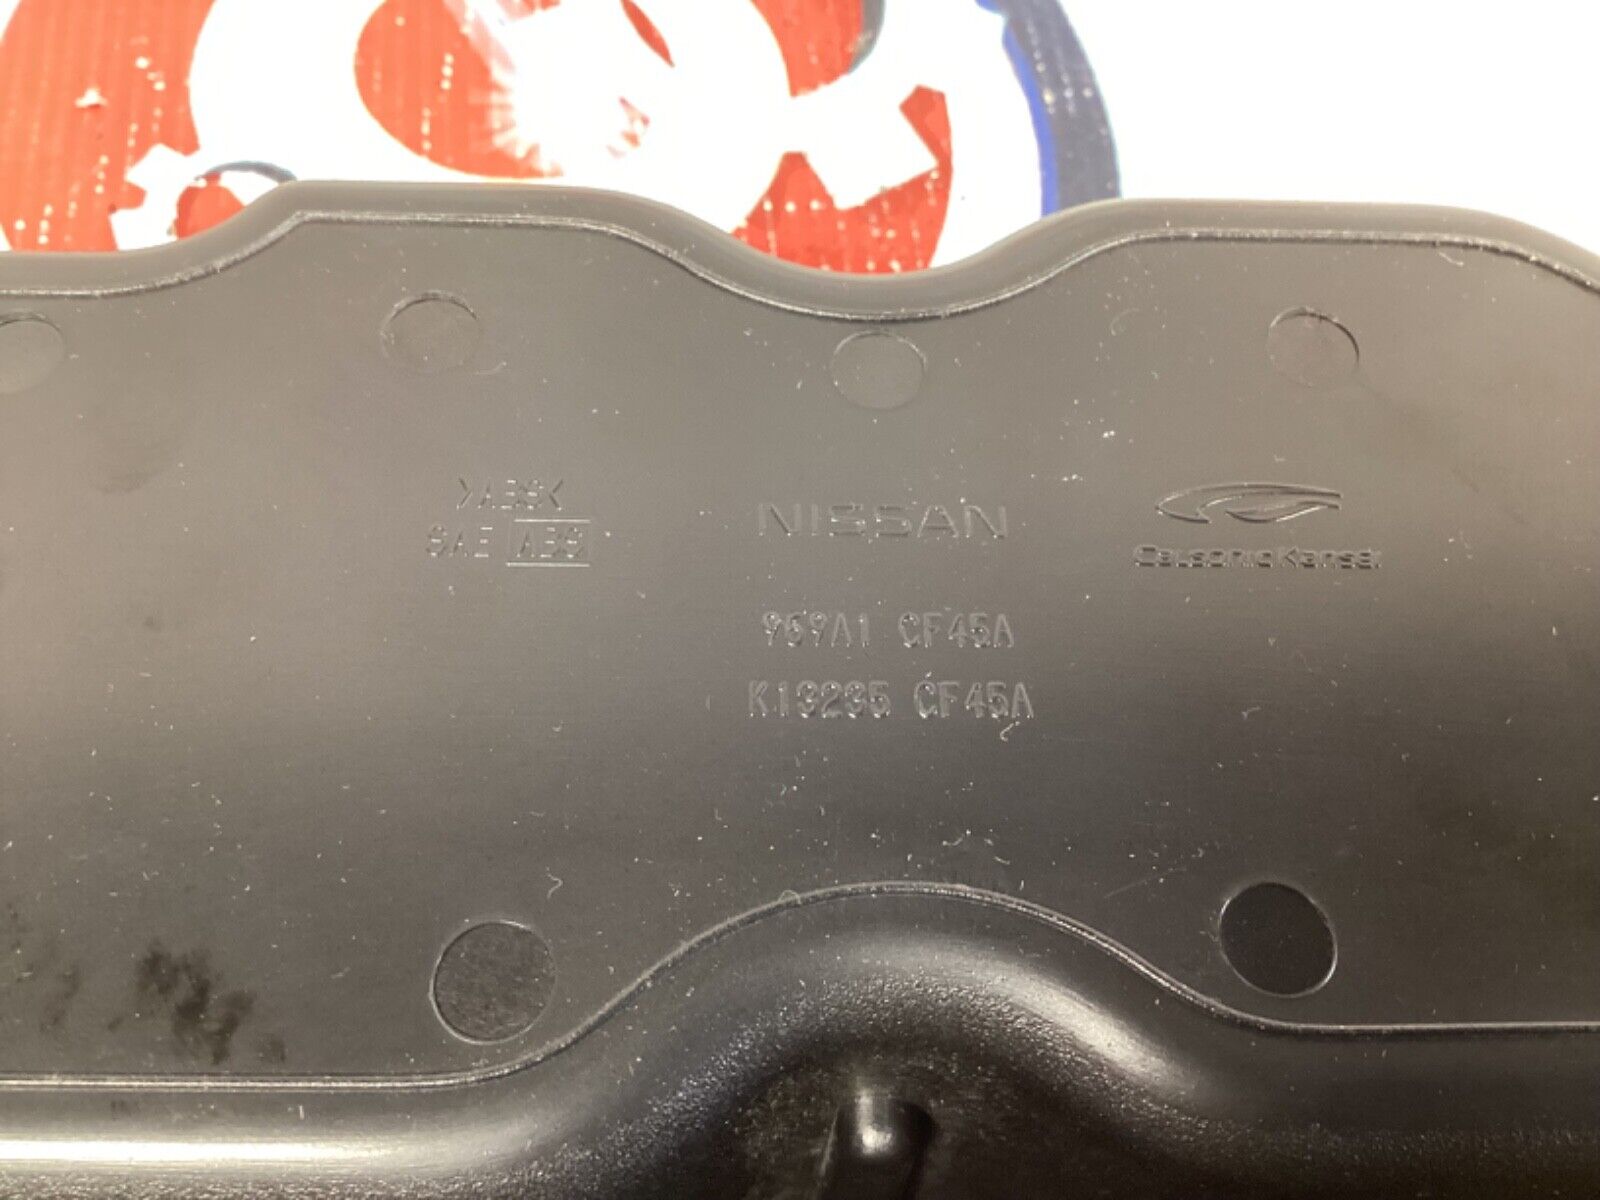 >ABS<
SAE ABS
NISSAN
CalsonicKansei
969A1 CF45A
K13235 CF45A